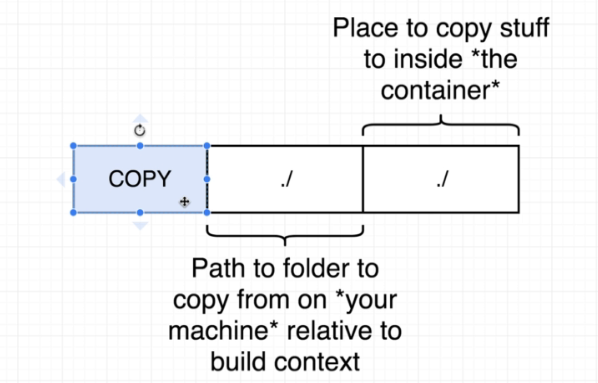 Place to copy stuff
to inside *the
container*
COPY ./ ./
Path to folder to
copy from on *your
machine* relative to
build context